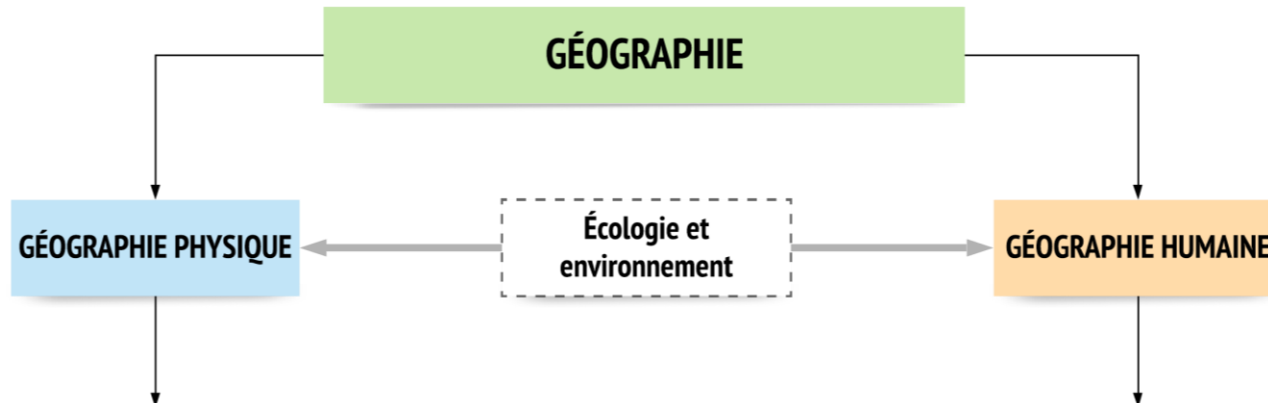 GÉOGRAPHIE
GÉOGRAPHIE PHYSIQUE
Écologie et
environnement
GÉOGRAPHIE HUMAINE